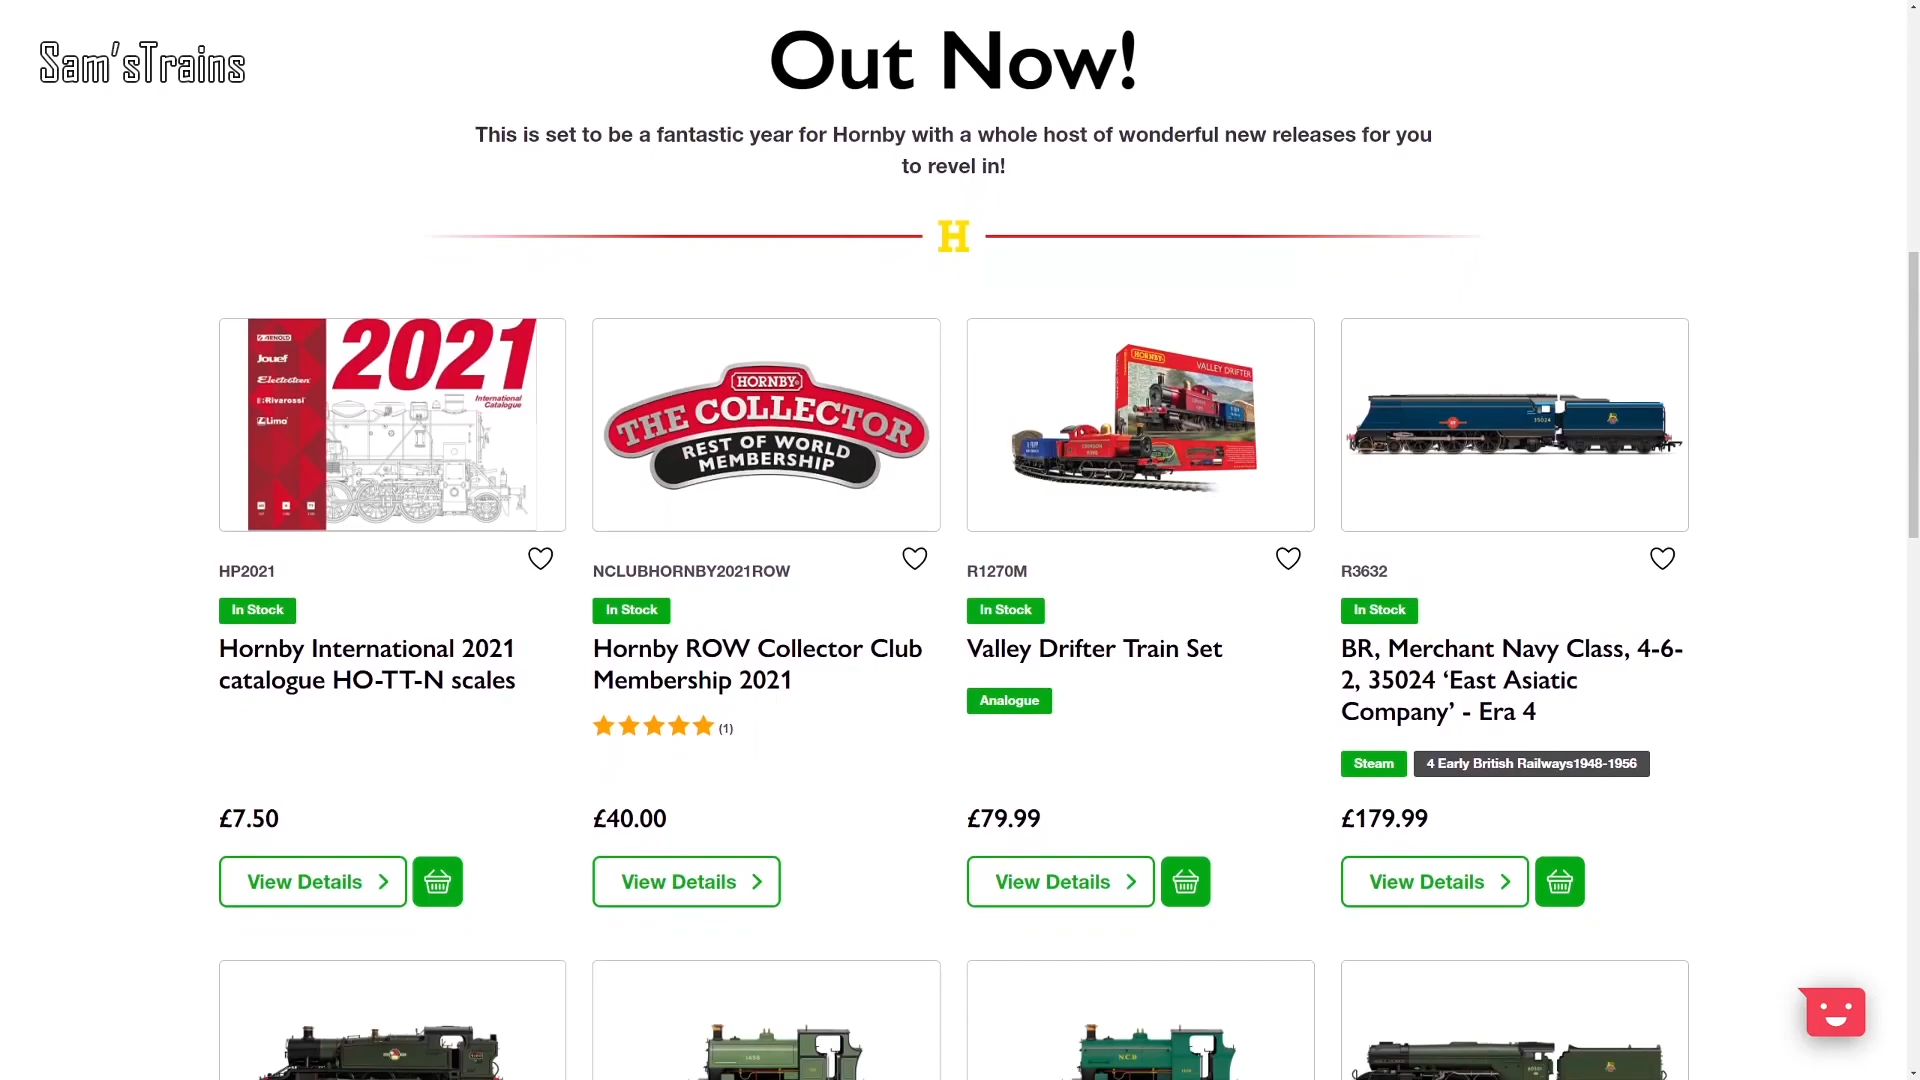 Sam'sTrains
Out Now!
This is set to be a fantastic year for Hornby with a whole host of wonderful new releases for you
to revel in!
H
ARNOLD
Jouef
Electrotren
Rivarossi
Lima
2021
International
Catalogue
HORNBY
THE COLLECTOR
REST OF WORLD
MEMBERSHIP
HORNBY
VALLEY DRIFTER
35024
HP2021
In Stock
Hornby International 2021
catalogue HO-TT-N scales
£7.50
View Details
NCLUBHORNBY2021ROW
In Stock
Hornby ROW Collector Club
Membership 2021
(1)
£40.00
View Details
R1270M
In Stock
Valley Drifter Train Set
Analogue
£79.99
View Details
R3632
In Stock
BR, Merchant Navy Class, 4-6-
2, 35024 ‘East Asiatic
Company’ - Era 4
Steam
4 Early British Railways1948-1956
£179.99
View Details
N.C.B